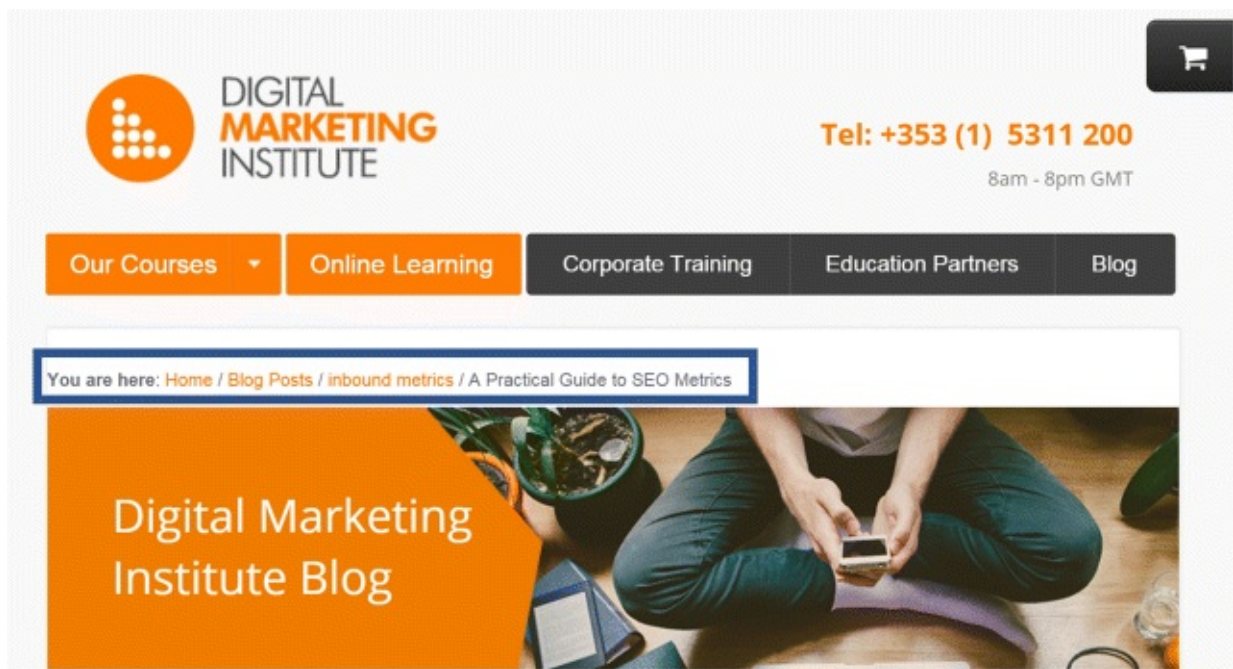 DIGITAL
MARKETING
INSTITUTE
Tel: +353 (1) 5311 200
8am - 8pm GMT
Our Courses Online Learning Corporate Training Education Partners Blog
You are here: Home / Blog Posts / inbound metrics / A Practical Guide to SEO Metrics
Digital Marketing
Institute Blog